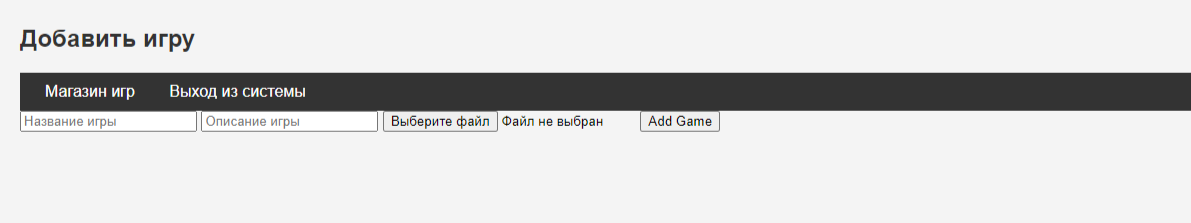 Добавить игру
Магазин игр Выход из системы
Название игры Описание игры Выберите файл Файл не выбран Add Game